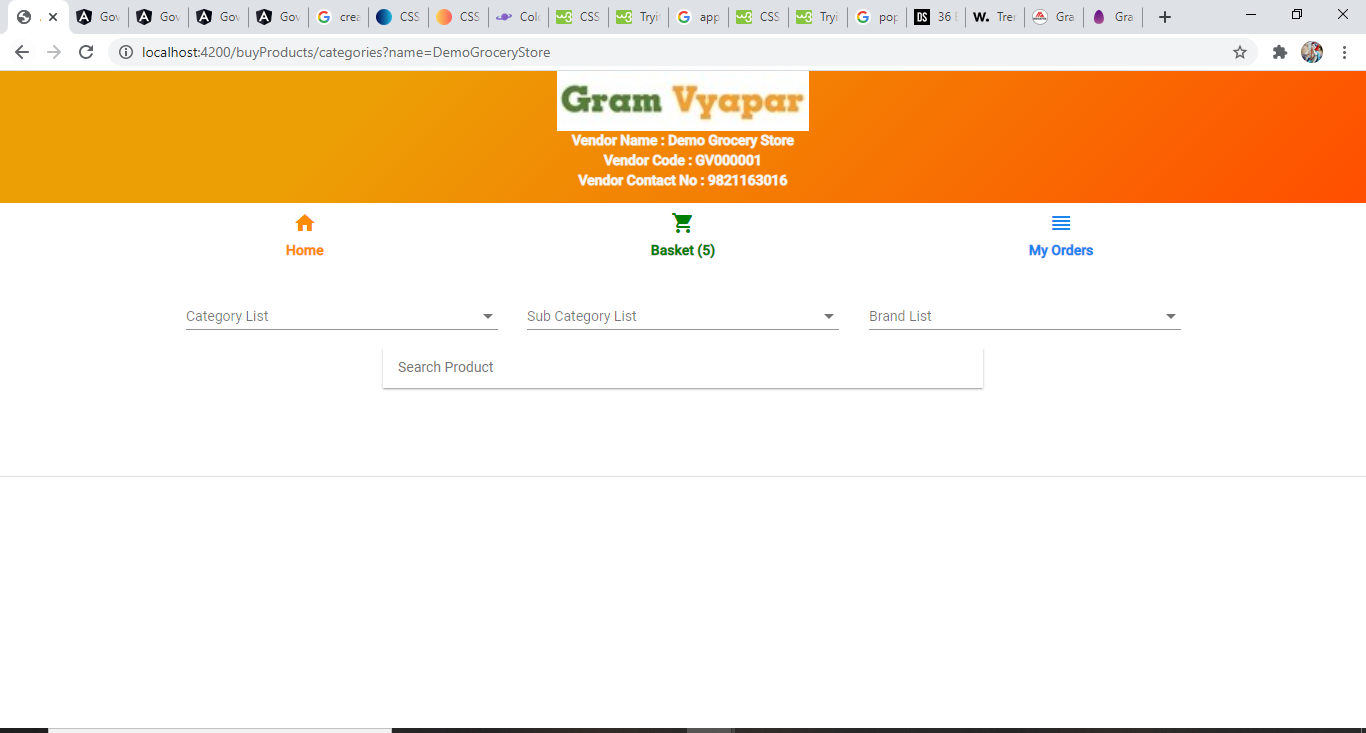 Gov
Gov
Gov
Gov
crea
CSS
CSS
Colo
CSS
Tryi
app
CSS
Tryi
pop
DS
36
W.
Tren
Gra
Gra
localhost:4200/buyProducts/categories?name=DemoGroceryStore
Gram Vyapar
Vendor Name : Demo Grocery Store
Vendor Code : GV000001
Vendor Contact No : 9821163016
Home
Basket (5)
My Orders
Category List
Sub Category List
Brand List
Search Product